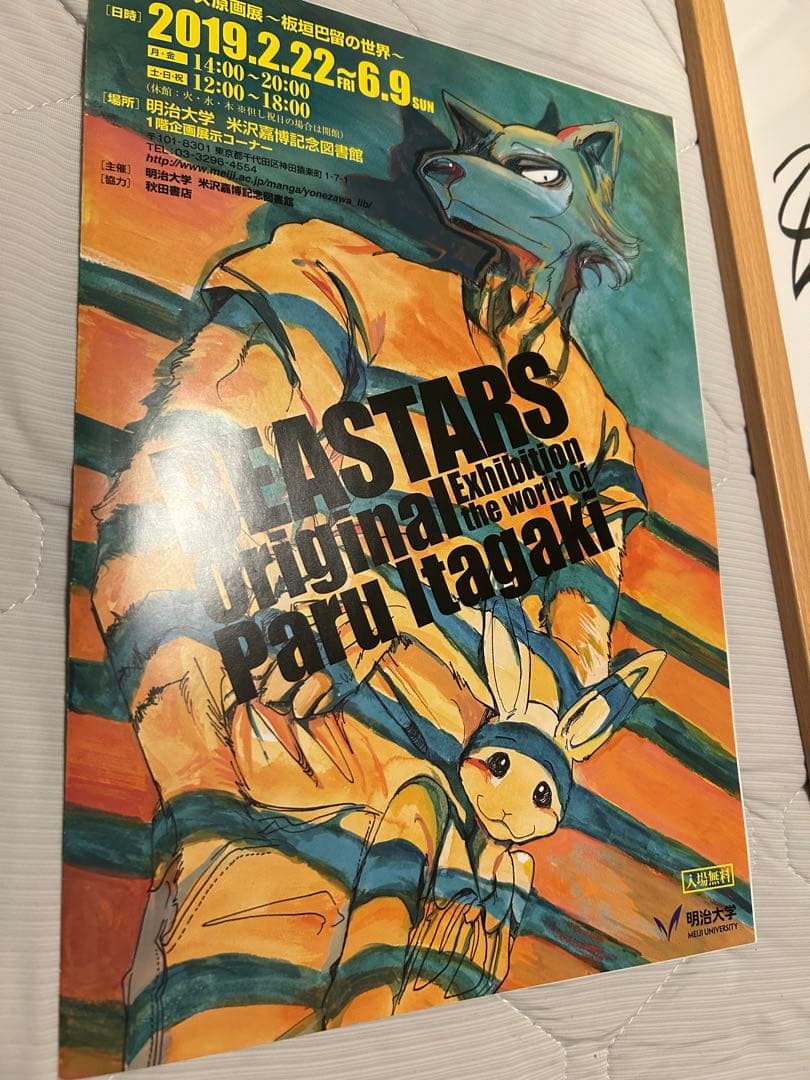 ス原画展〜板垣巴留の世界〜
[日時] 2019.2.22FRI〜6.9SUN
月・金 14:00〜20:00
土・日・祝 12:00〜18:00
(休館:火・水・木 ※但し祝日の場合は開館)
[場所] 明治大学 米沢嘉博記念図書館
1階企画展示コーナー
〒101-8301 東京都千代田区神田猿楽町1-7-1
TEL:03-3296-4554
http://www.meiji.ac.jp/manga/yonezawa_lib/
[主催] 明治大学 米沢嘉博記念図書館
[協力] 秋田書店
BEASTARS
Original Exhibition
the world of
Paru Itagaki
入場無料
明治大学
MEIJI UNIVERSITY